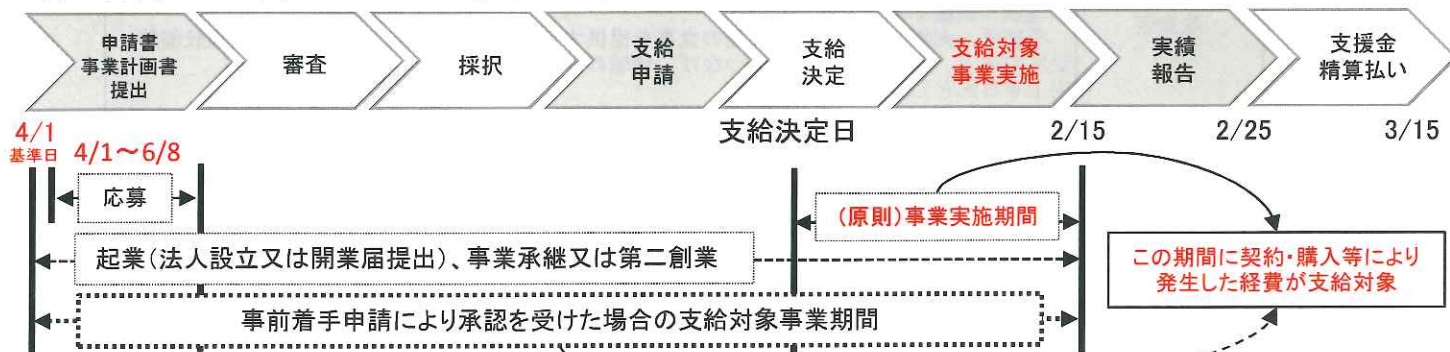 申請書
事業計画書
提出
審査
採択
支給
申請
支給
決定
支給対象
事業実施
実績
報告
支援金
精算払い
4/1
基準日
4/1～6/8
支給決定日
2/15
2/25
3/15
応募
(原則)事業実施期間
起業(法人設立又は開業届提出)、事業承継又は第二創業
この期間に契約・購入等により
発生した経費が支給対象
事前着手申請により承認を受けた場合の支給対象事業期間